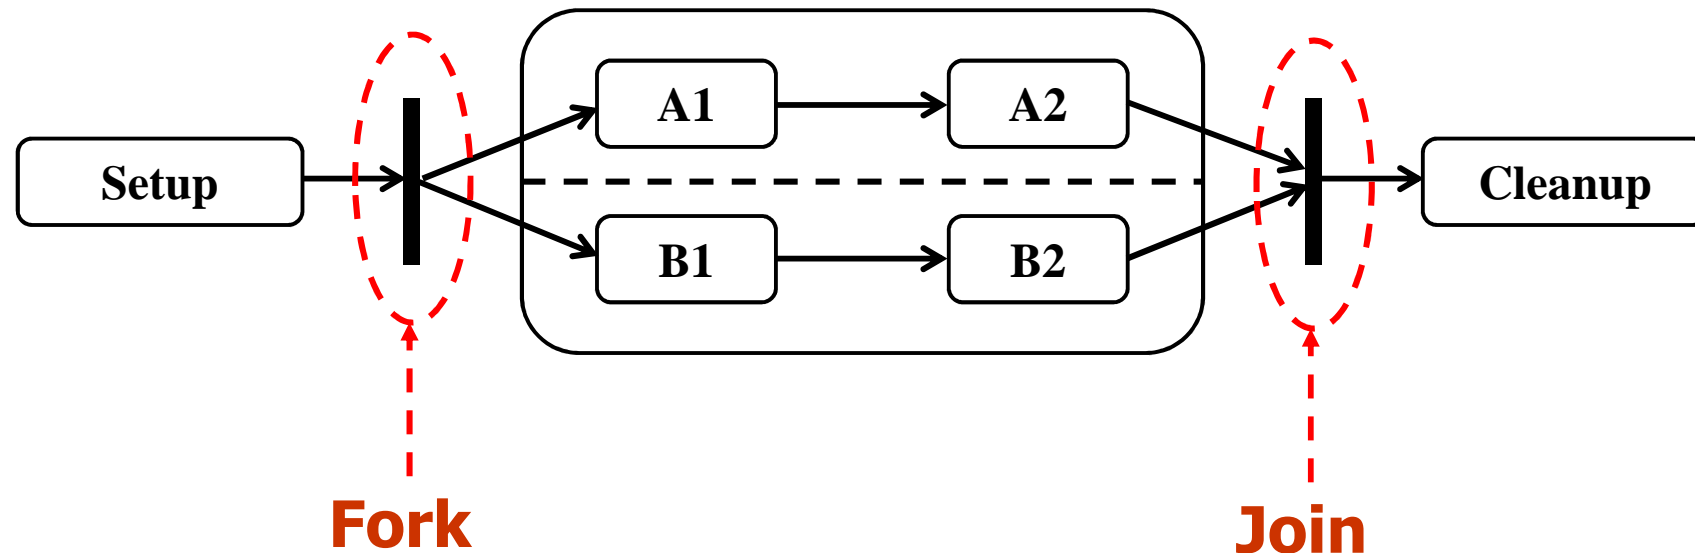 A1
A2
Setup
Cleanup
B1
B2
Fork
Join